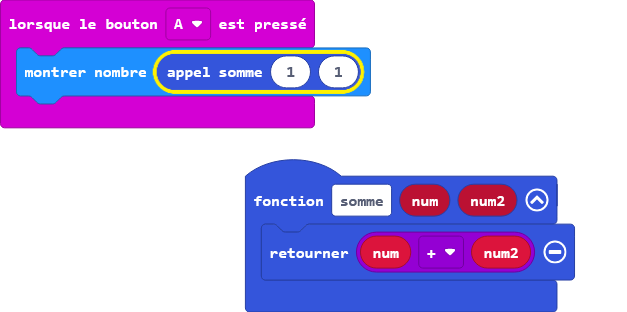 lorsque le bouton A est pressé
montrer nombre appel somme 1 1
fonction somme num num2
retourner num + num2